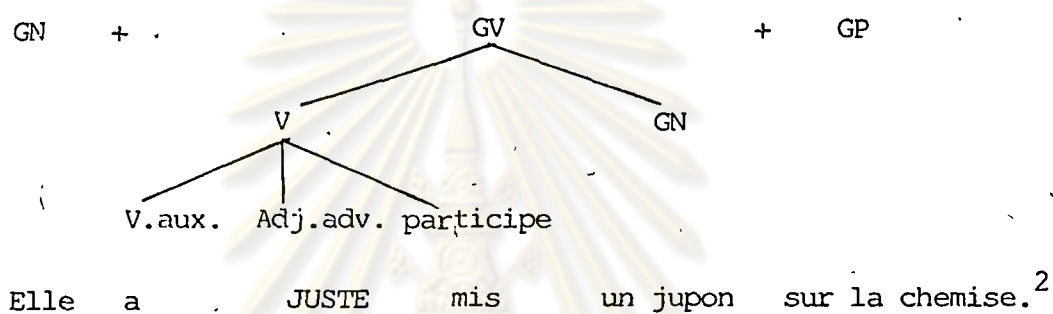 GN + GV + GP
V GN
V.aux. Adj.adv. participe
Elle a JUSTE mis un jupon sur la chemise.2